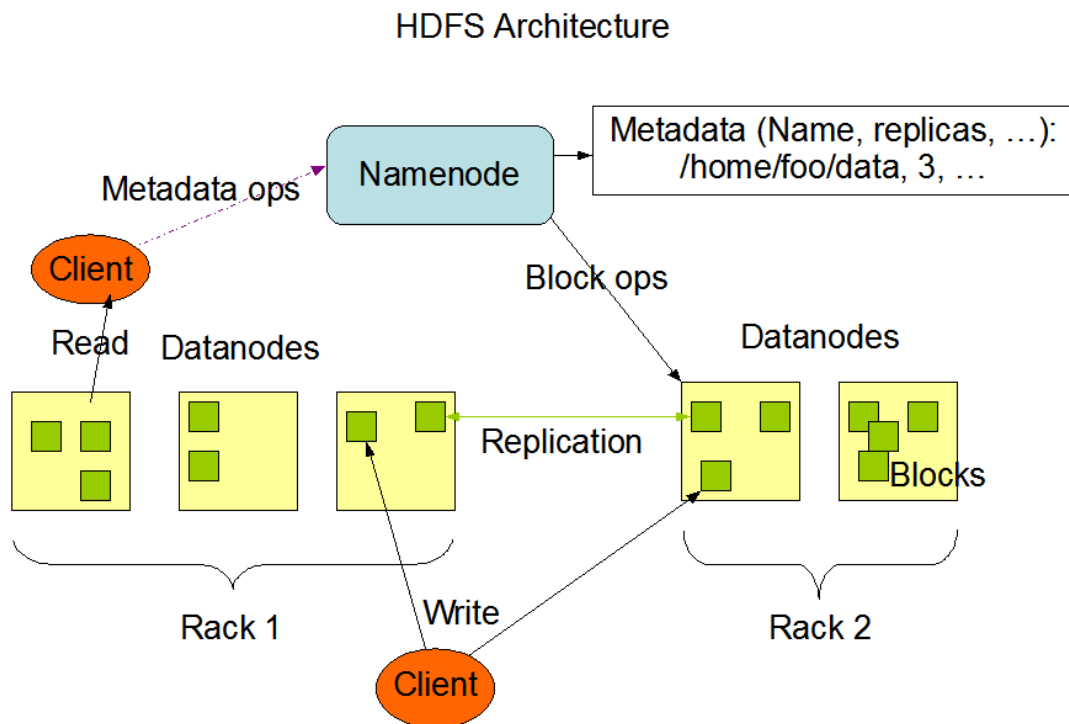 HDFS Architecture
Metadata (Name, replicas, …):
/home/foo/data, 3, …
Namenode
Metadata ops
Client
Block ops
Read
Datanodes
Datanodes
Replication
Blocks
Rack 1
Write
Rack 2
Client